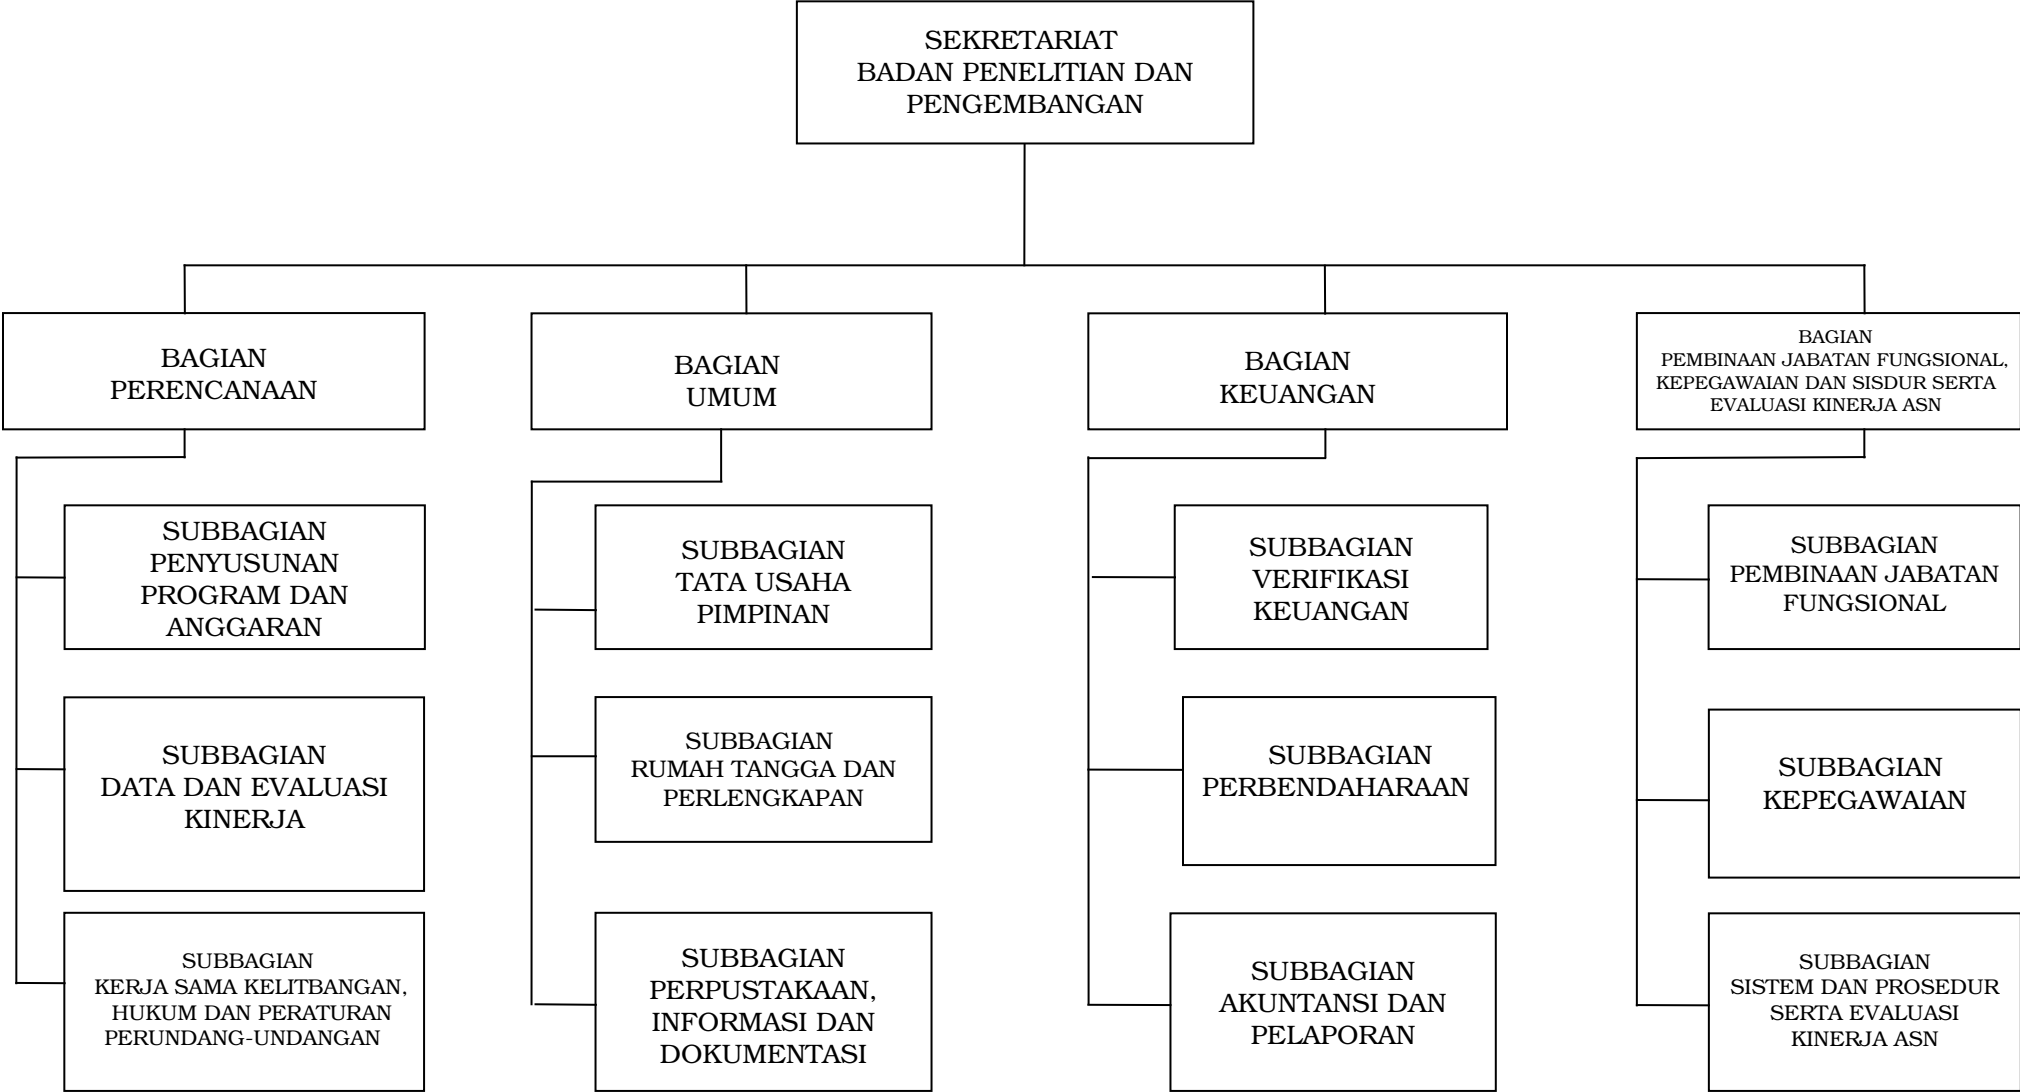 SEKRETARIAT
BADAN PENELITIAN DAN
PENGEMBANGAN
BAGIAN
PERENCANAAN
BAGIAN
UMUM
BAGIAN
KEUANGAN
BAGIAN
PEMBINAAN JABATAN FUNGSIONAL,
KEPEGAWAIAN DAN SISDUR SERTA
EVALUASI KINERJA ASN
SUBBAGIAN
PENYUSUNAN
PROGRAM DAN
ANGGARAN
SUBBAGIAN
TATA USAHA
PIMPINAN
SUBBAGIAN
VERIFIKASI
KEUANGAN
SUBBAGIAN
PEMBINAAN JABATAN
FUNGSIONAL
SUBBAGIAN
DATA DAN EVALUASI
KINERJA
SUBBAGIAN
RUMAH TANGGA DAN
PERLENGKAPAN
SUBBAGIAN
PERBENDAHARAAN
SUBBAGIAN
KEPEGAWAIAN
SUBBAGIAN
KERJA SAMA KELITBANGAN,
HUKUM DAN PERATURAN
PERUNDANG-UNDANGAN
SUBBAGIAN
PERPUSTAKAAN,
INFORMASI DAN
DOKUMENTASI
SUBBAGIAN
AKUNTANSI DAN
PELAPORAN
SUBBAGIAN
SISTEM DAN PROSEDUR
SERTA EVALUASI
KINERJA ASN